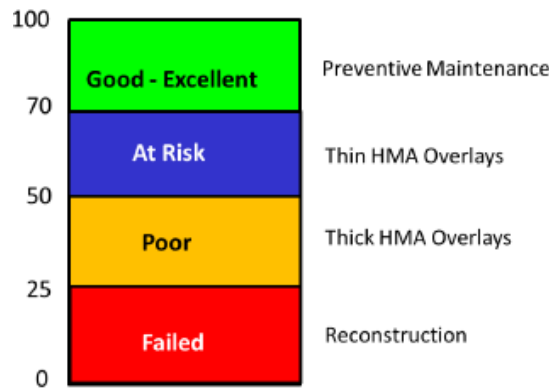 100
Good - Excellent
Preventive Maintenance
70
At Risk
Thin HMA Overlays
50
Poor
Thick HMA Overlays
25
Failed
Reconstruction
0